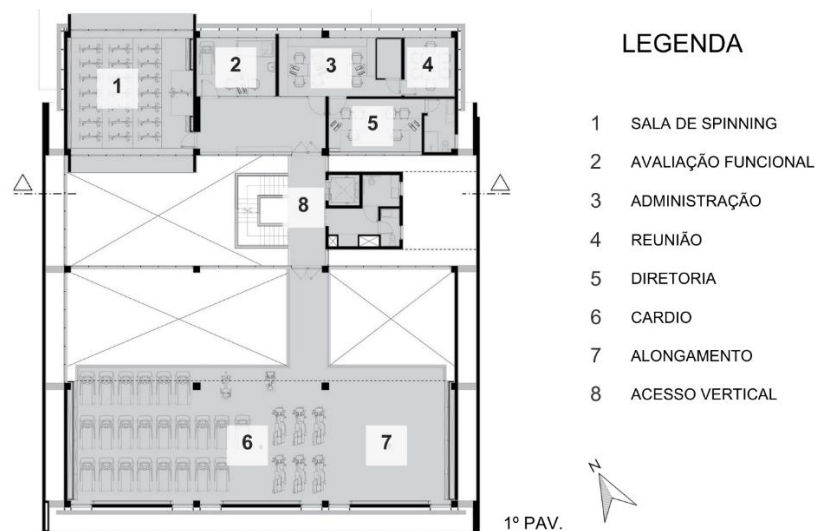 LEGENDA
1 SALA DE SPINNING
2 AVALIAÇÃO FUNCIONAL
3 ADMINISTRAÇÃO
4 REUNIÃO
5 DIRETORIA
6 CARDIO
7 ALONGAMENTO
8 ACESSO VERTICAL
1
2
3
4
5
8
6
7
N
1º PAV.